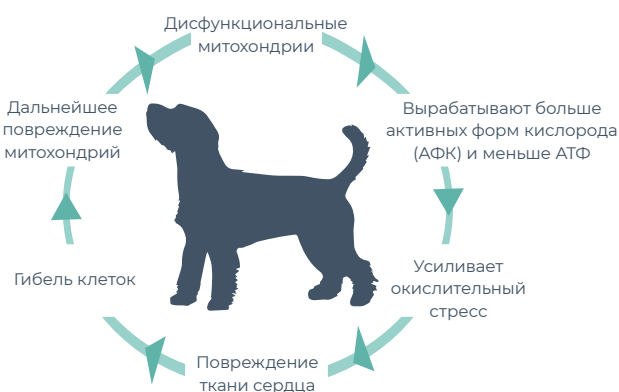 Дисфункциональные
митохондрии
Вырабатывают больше
активных форм кислорода
(АФК) и меньше АТФ
Усиливает
окислительный
стресс
Повреждение
ткани сердца
Гибель клеток
Дальнейшее
повреждение
митохондрий